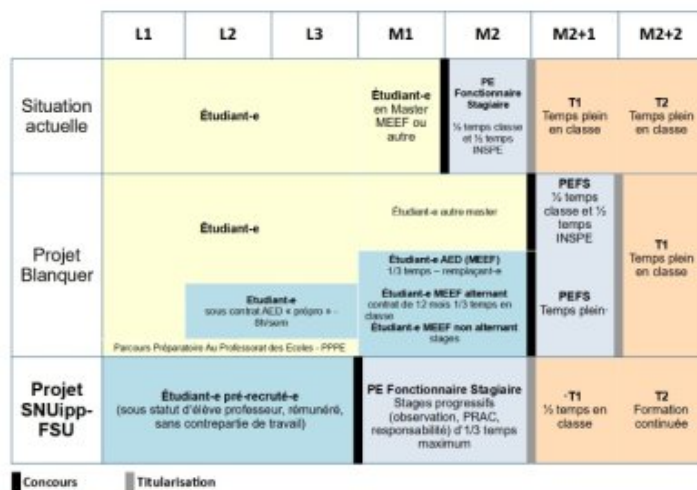 L1 L2 L3 M1 M2 M2+1 M2+2
Situation
actuelle
Étudiant-e
Étudiant-e
en Master
MEEF ou
autre
PE
Fonctionnaire
Stagiaire
½ temps classe
et ½ temps
INSPE
T1
Temps plein
en classe
T2
Temps plein
en classe
Projet
Blanquer
Étudiant-e
Étudiant-e autre master
Étudiant-e
sous contrat AED « prépro » -
8h/sem
Parcours Préparatoire Au Professorat des Ecoles - PPPE
Étudiant-e AED (MEEF)
1/3 temps – remplaçant-e
Étudiant-e MEEF alternant
contrat de 12 mois 1/3 temps en
classe
Étudiant-e MEEF non alternant
stages
PEFS
½ temps
classe et ½
temps
INSPE
PEFS
Temps plein
T1
Temps plein
en classe
Projet
SNUipp-
FSU
Étudiant-e pré-recruté-e
(sous statut d'élève professeur, rémunéré,
sans contrepartie de travail)
PE Fonctionnaire Stagiaire
Stages progressifs
(observation, PRAC,
responsabilité) d'1/3 temps
maximum
T1
½ temps en
classe
T2
Formation
continuée
Concours
Titularisation